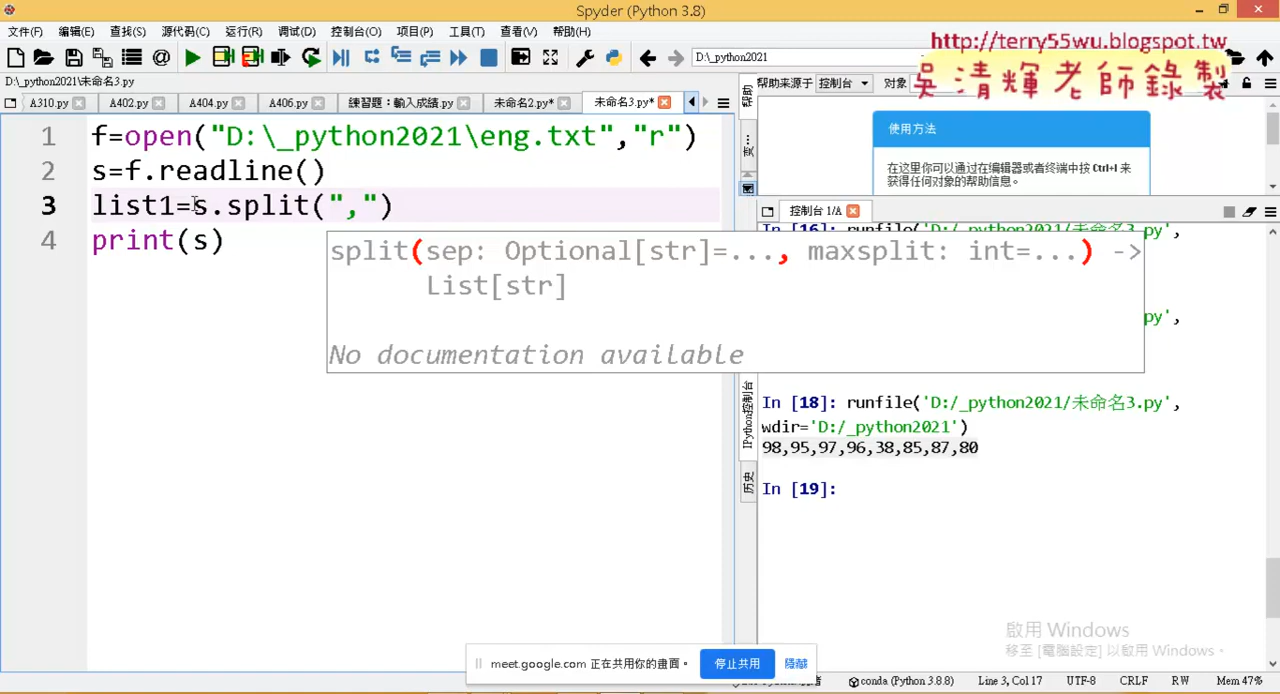 Spyder (Python 3.8)
文件(F) 编辑(E) 查找(S) 源代码(C) 运行(R) 调试(D) 控制台(O) 项目(P) 工具(T) 查看(V) 帮助(H)
http://terry55wu.blogspot.tw
D:\_python2021
吳清輝老師錄製
D:\_python2021\未命名3.py
帮助来源于 控制台 对象
A310.py A402.py A404.py A406.py 練習題：輸入成績.py 未命名2.py* 未命名3.py*
使用方法
在这里你可以通过在编辑器或者终端中按 Ctrl+I 来
获得任何对象的帮助信息。
1 f=open("D:\_python2021\eng.txt","r")
2 s=f.readline()
3 list1=s.split(",")
4 print(s)
split(sep: Optional[str]=..., maxsplit: int=...) ->
List[str]
No documentation available
控制台 1/A
In [16]: runfile('D:/_python2021/未命名3.py',
py',
In [18]: runfile('D:/_python2021/未命名3.py',
wdir='D:/_python2021')
98,95,97,96,38,85,87,80
In [19]:
IPython控制台
历史
啟用 Windows
移至 [電腦設定] 以啟用 Windows。
meet.google.com 正在共用你的畫面。 停止共用 隱藏
conda (Python 3.8.8) Line 3, Col 17 UTF-8 CRLF RW Mem 47%